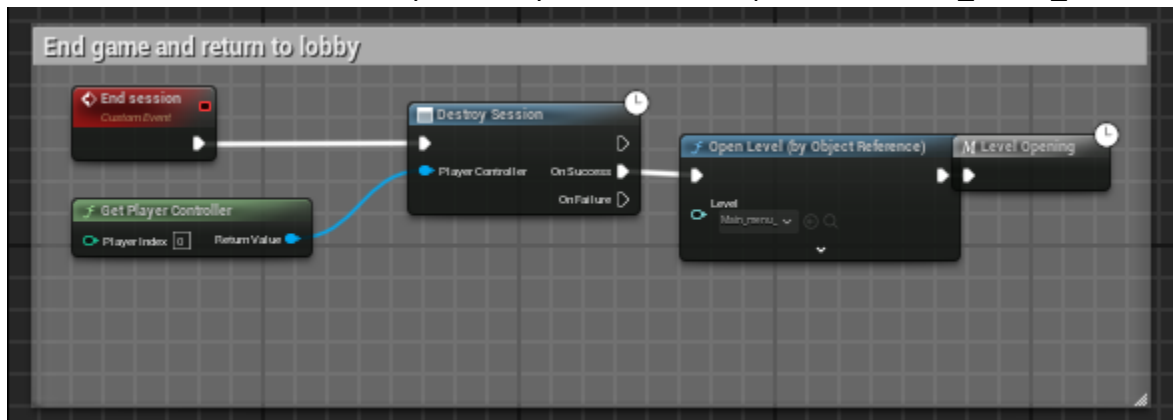 End game and return to lobby
End session
Custom Event
Destroy Session
Player Controller
On Success
On Failure
Get Player Controller
Player Index 0 Return Value
f Open Level (by Object Reference)
Level
Main_menu_
M Level Opening